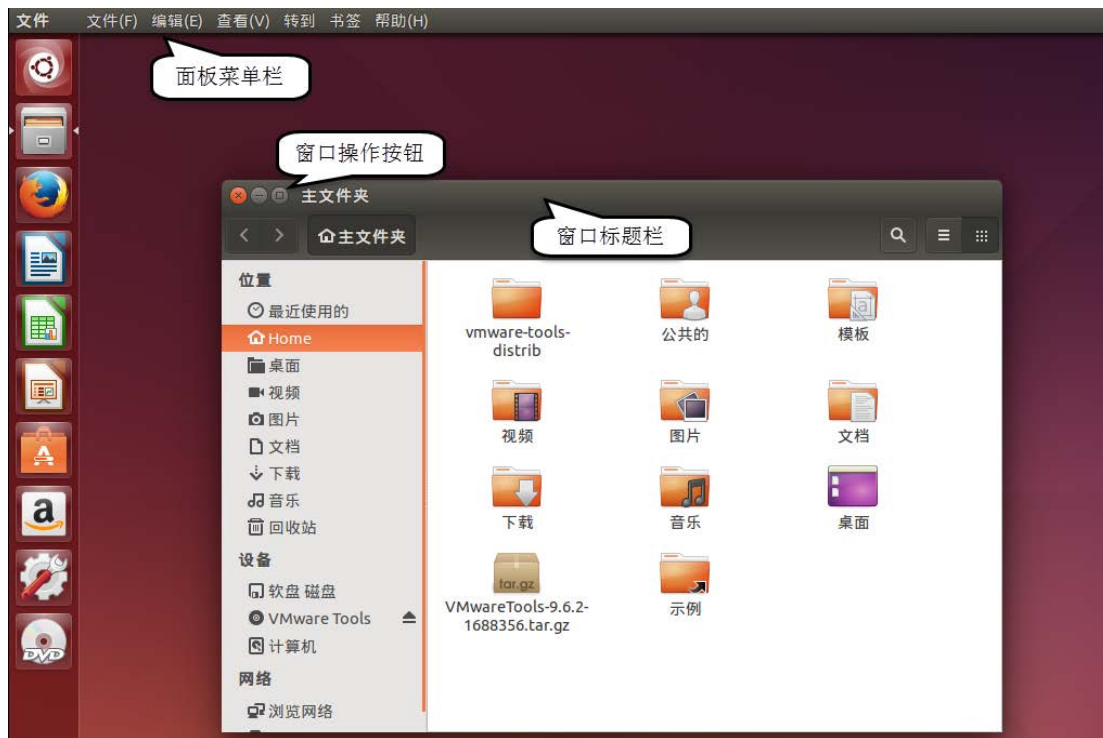 文件 文件(F) 编辑(E) 查看(V) 转到 书签 帮助(H)
面板菜单栏
窗口操作按钮
主文件夹
窗口标题栏
主文件夹
位置
最近使用的
Home
桌面
视频
图片
文档
下载
音乐
回收站
设备
软盘 磁盘
VMware Tools
计算机
网络
浏览网络
vmware-tools-
distrib
公共的
模板
视频
图片
文档
下载
音乐
桌面
tar.gz
VMwareTools-9.6.2-
1688356.tar.gz
示例
A
a
DVD